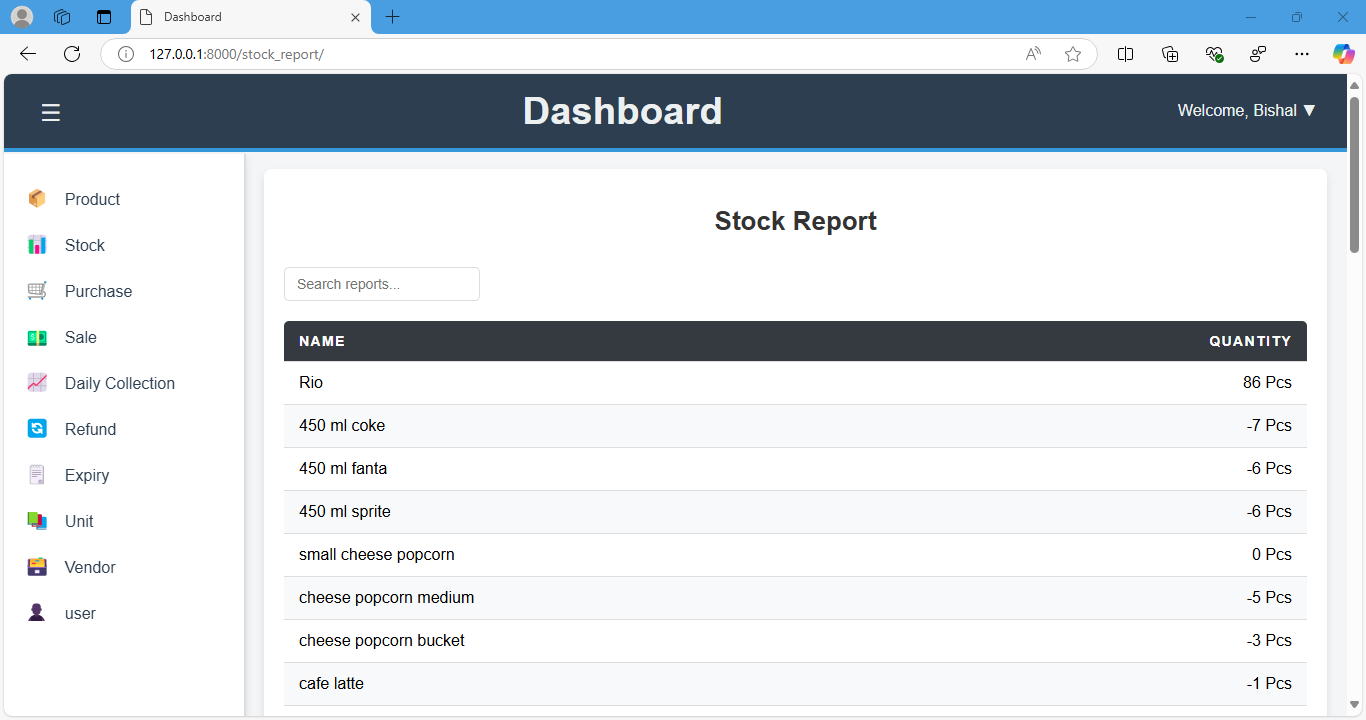 Dashboard
127.0.0.1:8000/stock_report/
Dashboard
Welcome, Bishal ▼
Product
Stock
Purchase
Sale
Daily Collection
Refund
Expiry
Unit
Vendor
user
Stock Report
Search reports...
NAME QUANTITY
Rio 86 Pcs
450 ml coke -7 Pcs
450 ml fanta -6 Pcs
450 ml sprite -6 Pcs
small cheese popcorn 0 Pcs
cheese popcorn medium -5 Pcs
cheese popcorn bucket -3 Pcs
cafe latte -1 Pcs